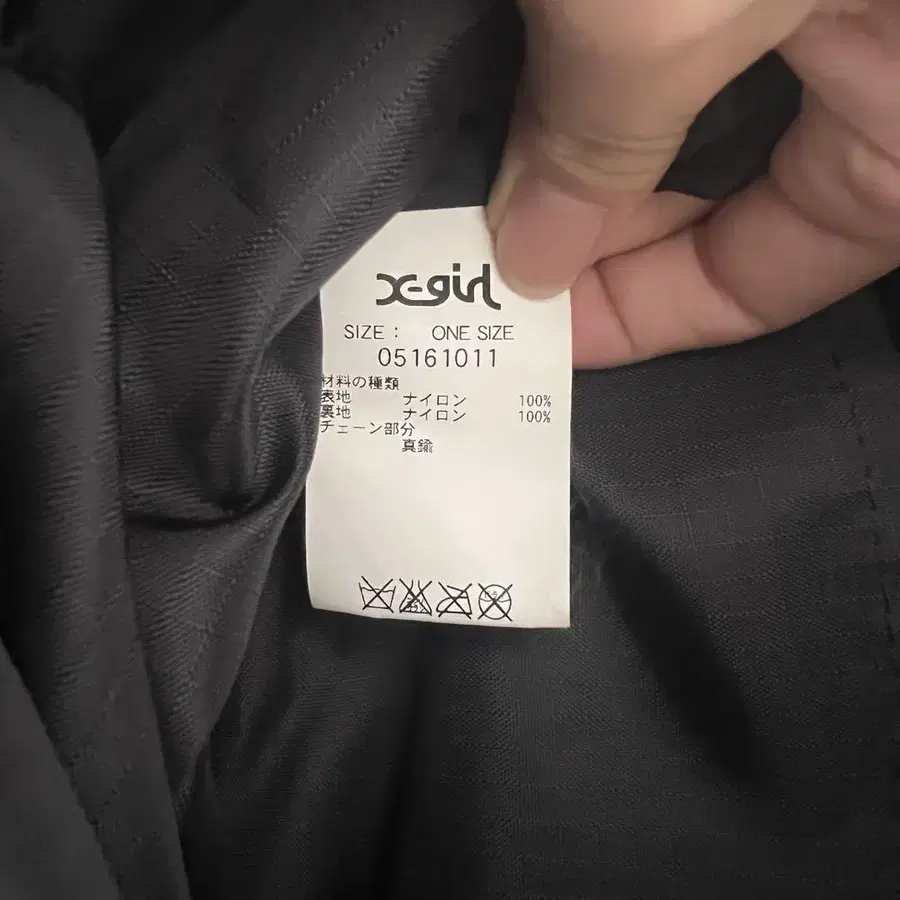 X-girl
SIZE : ONE SIZE
05161011
材料の種類
表地 ナイロン 100%
裏地 ナイロン 100%
チェーン部分
真鍮